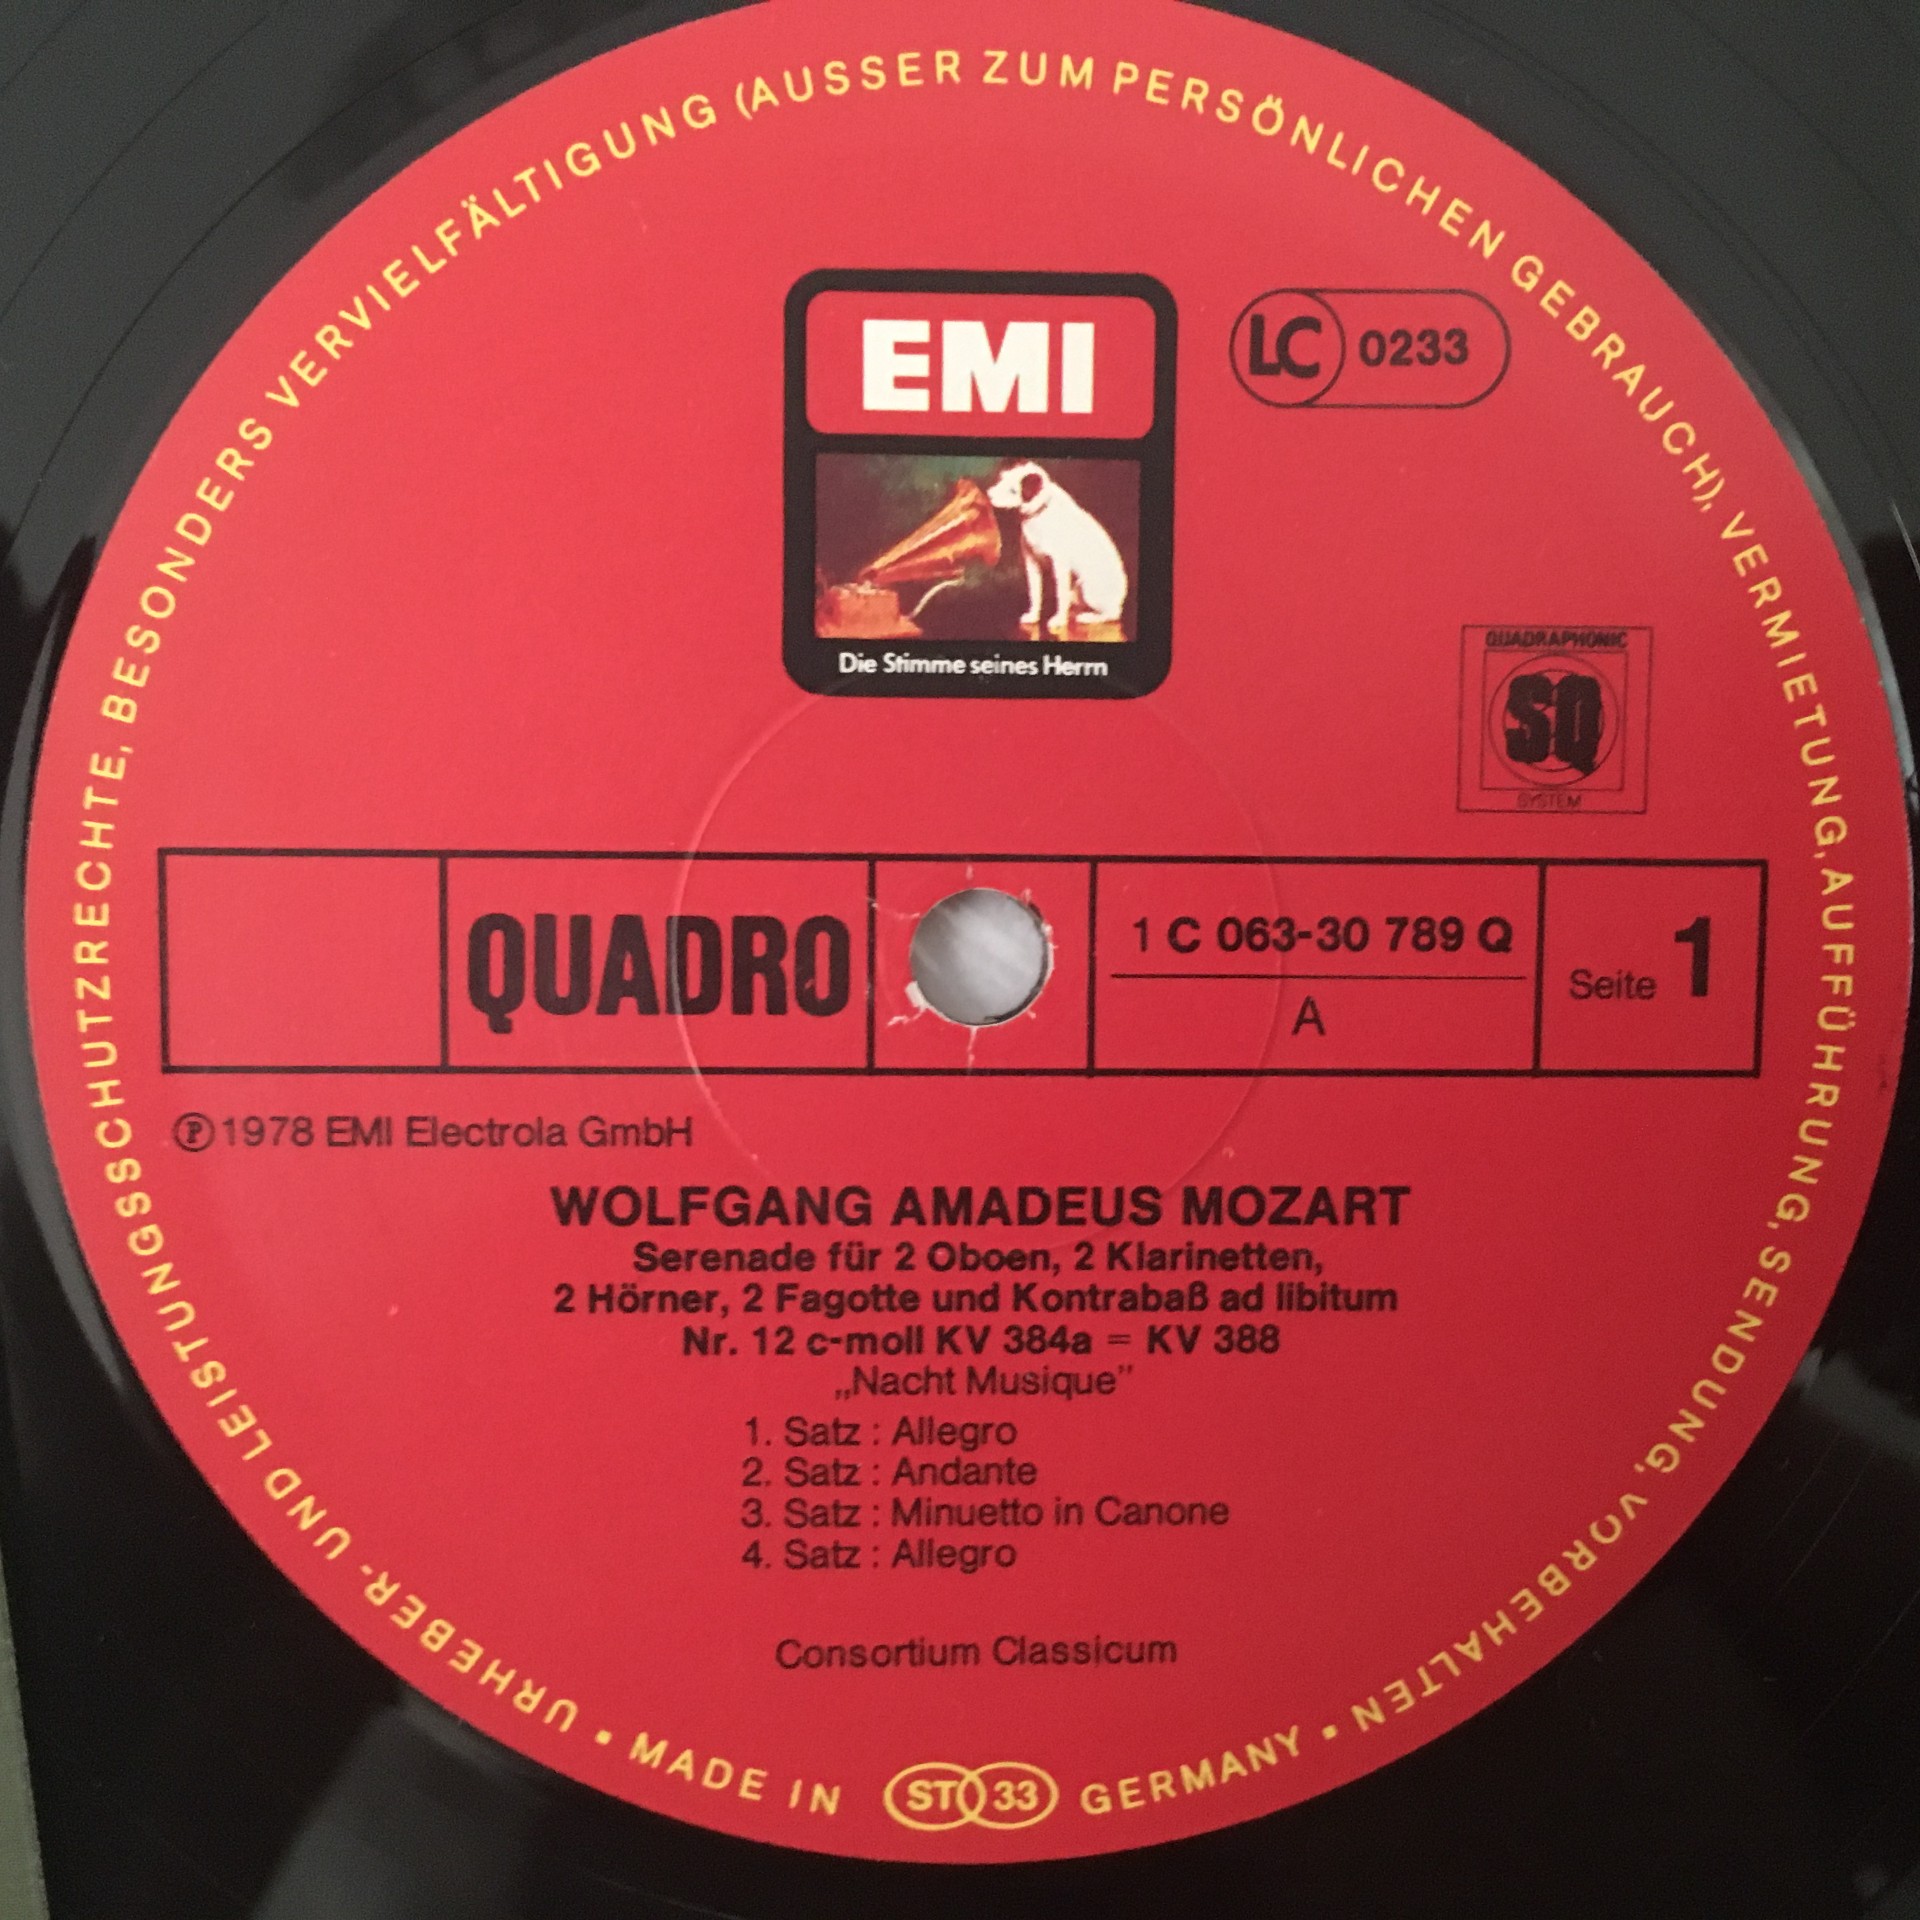 URHEBER- UND LEISTUNGSSCHUTZRECHTE, BESONDERS VERVIELFÄLTIGUNG (AUSSER ZUM PERSÖNLICHEN GEBRAUCH), VERMIETUNG, AUFFÜHRUNG, SENDUNG, VORBEHALTEN
EMI
LC 0233
Die Stimme seines Herrn
QUADRAPHONIC
SQ
SYSTEM
QUADRO
1 C 063-30 789 Q
A
Seite 1
℗ 1978 EMI Electrola GmbH
WOLFGANG AMADEUS MOZART
Serenade für 2 Oboen, 2 Klarinetten,
2 Hörner, 2 Fagotte und Kontrabaß ad libitum
Nr. 12 c-moll KV 384a = KV 388
„Nacht Musique”
1. Satz : Allegro
2. Satz : Andante
3. Satz : Minuetto in Canone
4. Satz : Allegro
Consortium Classicum
• MADE IN ST 33 GERMANY •